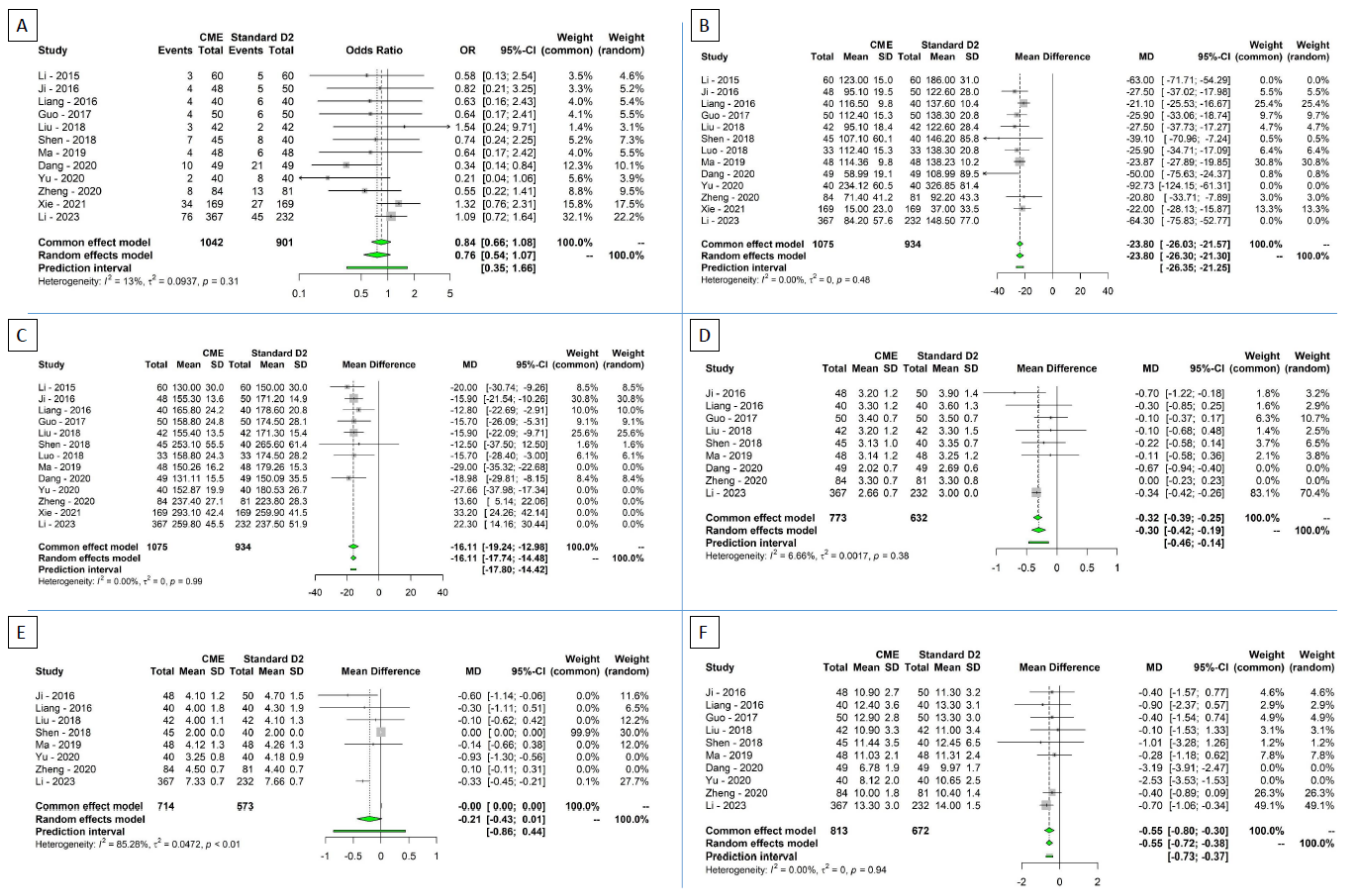 A
CME Standard D2 Weight Weight
Study Events Total Events Total Odds Ratio OR 95%-CI (common) (random)
Li - 2015 3 60 5 60 0.58 [0.13; 2.54] 3.5% 4.6%
Ji - 2016 4 48 5 50 0.82 [0.21; 3.25] 3.7% 5.2%
Liang - 2016 4 40 6 40 0.63 [0.16; 2.43] 4.0% 5.4%
Guo - 2017 4 50 6 50 0.64 [0.17; 2.41] 4.1% 5.6%
Liu - 2018 3 42 2 42 1.54 [0.24; 9.71] 1.4% 3.1%
Shen - 2018 7 45 8 40 0.74 [0.24; 2.25] 5.2% 7.3%
Ma - 2019 4 48 6 48 0.64 [0.17; 2.42] 4.0% 5.5%
Dang - 2020 10 49 21 49 0.34 [0.14; 0.84] 12.3% 10.1%
Yu - 2020 2 40 8 40 0.21 [0.04; 1.06] 5.6% 3.9%
Zheng - 2020 8 84 13 81 0.55 [0.22; 1.41] 8.8% 9.4%
Xie - 2021 34 169 27 169 1.32 [0.76; 2.31] 15.8% 17.5%
Li - 2023 76 367 45 232 1.09 [0.72; 1.64] 32.1% 22.2%
Common effect model 1042 901 0.84 [0.66; 1.08] 100.0% --
Random effects model 0.76 [0.54; 1.07] -- 100.0%
Prediction interval [0.35; 1.66]
Heterogeneity: I² = 13%, τ² = 0.0937, p = 0.31
0.1 0.5 1 2 5
B
CME Standard D2 Weight Weight
Study Total Mean SD Total Mean SD Mean Difference MD 95%-CI (common) (random)
Li - 2015 60 123.00 15.0 60 186.00 31.0 -63.00 [ -71.71; -54.29] 0.0% 0.0%
Ji - 2016 48 95.10 19.5 50 122.60 28.0 -27.50 [ -37.02; -17.98] 5.5% 5.5%
Liang - 2016 40 116.50 9.8 40 137.60 10.4 -21.10 [ -25.53; -16.67] 25.4% 25.4%
Guo - 2017 50 112.40 15.3 50 138.30 20.8 -25.90 [ -33.06; -18.74] 9.7% 9.7%
Liu - 2018 42 95.10 18.4 42 122.60 28.4 -27.50 [ -37.73; -17.27] 4.7% 4.7%
Shen - 2018 45 107.10 60.1 40 146.20 85.8 -39.10 [ -70.96; -7.24] 0.5% 0.5%
Luo - 2018 33 112.40 15.3 33 138.30 20.8 -25.90 [ -34.71; -17.09] 6.4% 6.4%
Ma - 2019 48 114.36 9.8 48 138.23 10.2 -23.87 [ -27.89; -19.85] 30.8% 30.8%
Dang - 2020 49 58.99 19.1 49 108.99 89.5 -50.00 [ -75.63; -24.37] 0.8% 0.8%
Yu - 2020 40 234.12 60.5 40 326.85 81.4 -92.73 [-124.15; -61.31] 0.0% 0.0%
Zheng - 2020 84 71.40 41.2 81 92.20 43.3 -20.80 [ -33.71; -7.89] 3.0% 3.0%
Xie - 2021 169 15.00 23.0 169 37.00 33.5 -22.00 [ -28.13; -15.87] 13.3% 13.3%
Li - 2023 367 84.20 57.6 232 148.50 77.0 -64.30 [ -75.83; -52.77] 0.0% 0.0%
Common effect model 1075 934 -23.80 [ -26.03; -21.57] 100.0% --
Random effects model -23.80 [ -26.30; -21.30] -- 100.0%
Prediction interval [ -26.35; -21.25]
Heterogeneity: I² = 0.00%, τ² = 0, p = 0.48
-40 -20 0 20 40
C
CME Standard D2 Weight Weight
Study Total Mean SD Total Mean SD Mean Difference MD 95%-CI (common) (random)
Li - 2015 60 130.00 30.0 60 150.00 30.0 -20.00 [-30.74; -9.26] 8.5% 8.5%
Ji - 2016 48 155.30 13.6 50 171.20 14.9 -15.90 [-21.54; -10.26] 30.8% 30.8%
Liang - 2016 40 165.80 24.2 40 178.60 20.8 -12.80 [-22.69; -2.91] 10.0% 10.0%
Guo - 2017 50 158.80 24.8 50 174.50 28.1 -15.70 [-26.09; -5.31] 9.1% 9.1%
Liu - 2018 42 155.40 13.5 42 171.30 15.4 -15.90 [-22.09; -9.71] 25.6% 25.6%
Shen - 2018 45 253.10 55.5 40 265.60 61.4 -12.50 [-37.50; 12.50] 1.6% 1.6%
Luo - 2018 33 158.80 24.3 33 174.50 28.2 -15.70 [-28.40; -3.00] 6.1% 6.1%
Ma - 2019 48 150.26 16.2 48 179.26 15.3 -29.00 [-35.32; -22.68] 0.0% 0.0%
Dang - 2020 49 131.11 15.5 49 150.09 35.5 -18.98 [-29.81; -8.15] 8.4% 8.4%
Yu - 2020 40 152.87 19.9 40 180.53 26.7 -27.66 [-37.98; -17.34] 0.0% 0.0%
Zheng - 2020 84 237.40 27.1 81 223.80 28.3 13.60 [ 5.14; 22.06] 0.0% 0.0%
Xie - 2021 169 293.10 42.4 169 259.90 41.5 33.20 [ 24.26; 42.14] 0.0% 0.0%
Li - 2023 367 259.80 45.5 232 237.50 51.9 22.30 [ 14.16; 30.44] 0.0% 0.0%
Common effect model 1075 934 -16.11 [-19.24; -12.98] 100.0% --
Random effects model -16.11 [-17.74; -14.48] -- 100.0%
Prediction interval [-17.80; -14.42]
Heterogeneity: I² = 0.00%, τ² = 0, p = 0.99
-40 -20 0 20 40
D
CME Standard D2 Weight Weight
Study Total Mean SD Total Mean SD Mean Difference MD 95%-CI (common) (random)
Ji - 2016 48 3.20 1.2 50 3.90 1.4 -0.70 [-1.22; -0.18] 1.8% 3.2%
Liang - 2016 40 3.30 1.2 40 3.60 1.3 -0.30 [-0.85; 0.25] 1.6% 2.9%
Guo - 2017 50 3.40 0.7 50 3.50 0.7 -0.10 [-0.37; 0.17] 6.3% 10.7%
Liu - 2018 42 3.20 1.2 42 3.30 1.5 -0.10 [-0.68; 0.48] 1.4% 2.5%
Shen - 2018 45 3.13 1.0 40 3.35 0.7 -0.22 [-0.58; 0.14] 3.7% 6.5%
Ma - 2019 48 3.14 1.2 48 3.25 1.2 -0.11 [-0.58; 0.36] 2.1% 3.8%
Dang - 2020 49 2.02 0.7 49 2.69 0.6 -0.67 [-0.94; -0.40] 0.0% 0.0%
Zheng - 2020 84 3.30 0.7 81 3.30 0.8 0.00 [-0.23; 0.23] 0.0% 0.0%
Li - 2023 367 2.66 0.7 232 3.00 0.0 -0.34 [-0.42; -0.26] 83.1% 70.4%
Common effect model 773 632 -0.32 [-0.39; -0.25] 100.0% --
Random effects model -0.30 [-0.42; -0.19] -- 100.0%
Prediction interval [-0.46; -0.14]
Heterogeneity: I² = 6.66%, τ² = 0.0017, p = 0.38
-1 -0.5 0 0.5 1
E
CME Standard D2 Weight Weight
Study Total Mean SD Total Mean SD Mean Difference MD 95%-CI (common) (random)
Ji - 2016 48 4.10 1.2 50 4.70 1.5 -0.60 [-1.14; -0.06] 0.0% 11.6%
Liang - 2016 40 4.00 1.8 40 4.30 1.9 -0.30 [-1.11; 0.51] 0.0% 6.5%
Liu - 2018 42 4.00 1.1 42 4.10 1.3 -0.10 [-0.62; 0.42] 0.0% 12.2%
Shen - 2018 45 2.00 0.0 40 2.00 0.0 0.00 [ 0.00; 0.00] 99.9% 30.0%
Ma - 2019 48 4.12 1.3 48 4.26 1.3 -0.14 [-0.66; 0.38] 0.0% 12.0%
Yu - 2020 40 3.25 0.8 40 4.18 0.9 -0.93 [-1.30; -0.56] 0.0% 0.0%
Zheng - 2020 84 4.50 0.7 81 4.40 0.7 0.10 [-0.11; 0.31] 0.0% 0.0%
Li - 2023 367 7.33 0.7 232 7.66 0.7 -0.33 [-0.45; -0.21] 0.1% 27.7%
Common effect model 714 573 -0.00 [ 0.00; 0.00] 100.0% --
Random effects model -0.21 [-0.43; 0.01] -- 100.0%
Prediction interval [-0.86; 0.44]
Heterogeneity: I² = 85.28%, τ² = 0.0472, p < 0.01
-1 -0.5 0 0.5 1
F
CME Standard D2 Weight Weight
Study Total Mean SD Total Mean SD Mean Difference MD 95%-CI (common) (random)
Ji - 2016 48 10.90 2.7 50 11.30 3.2 -0.40 [-1.57; 0.77] 4.6% 4.6%
Liang - 2016 40 12.40 3.6 40 13.30 3.1 -0.90 [-2.37; 0.57] 2.9% 2.9%
Guo - 2017 50 12.90 2.8 50 13.30 3.0 -0.40 [-1.54; 0.74] 4.9% 4.9%
Liu - 2018 42 10.90 3.3 42 11.00 3.4 -0.10 [-1.53; 1.33] 3.1% 3.1%
Shen - 2018 45 11.44 3.5 40 12.45 6.5 -1.01 [-3.28; 1.26] 1.2% 1.2%
Ma - 2019 48 11.03 2.1 48 11.31 2.4 -0.28 [-1.18; 0.62] 7.8% 7.8%
Dang - 2020 49 6.78 1.9 49 9.97 1.7 -3.19 [-3.91; -2.47] 0.0% 0.0%
Yu - 2020 40 8.12 2.0 40 10.65 2.5 -2.53 [-3.53; -1.53] 0.0% 0.0%
Zheng - 2020 84 10.00 1.8 81 10.40 1.4 -0.40 [-0.89; 0.09] 26.3% 26.3%
Li - 2023 367 13.30 3.0 232 14.00 1.5 -0.70 [-1.06; -0.34] 49.1% 49.1%
Common effect model 813 672 -0.55 [-0.80; -0.30] 100.0% --
Random effects model -0.55 [-0.72; -0.38] -- 100.0%
Prediction interval [-0.73; -0.37]
Heterogeneity: I² = 0.00%, τ² = 0, p = 0.94
-2 0 2